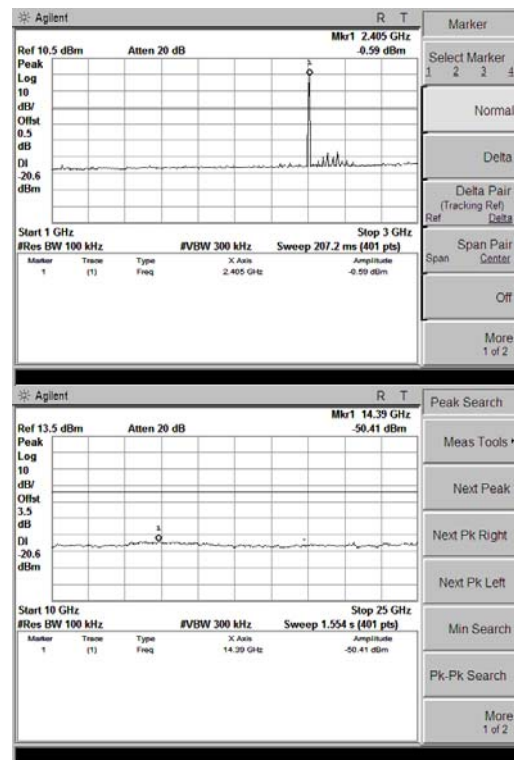 Agilent R T
Mkr1 2.405 GHz
Ref 10.5 dBm Atten 20 dB -0.59 dBm
Peak
Log
10
dB/
Offst
0.5
dB
DI
-20.6
dBm
1
Start 1 GHz Stop 3 GHz
#Res BW 100 kHz #VBW 300 kHz Sweep 207.2 ms (401 pts)
Marker Trace Type X Axis Amplitude
1 (1) Freq 2.405 GHz -0.59 dBm
Marker
Select Marker
1 2 3 4
Normal
Delta
Delta Pair
(Tracking Ref)
Ref Delta
Span Pair
Span Center
Off
More
1 of 2
Agilent R T
Mkr1 14.39 GHz
Ref 13.5 dBm Atten 20 dB -50.41 dBm
Peak
Log
10
dB/
Offst
3.5
dB
DI
-20.6
dBm
1
Start 10 GHz Stop 25 GHz
#Res BW 100 kHz #VBW 300 kHz Sweep 1.554 s (401 pts)
Marker Trace Type X Axis Amplitude
1 (1) Freq 14.39 GHz -50.41 dBm
Peak Search
Meas Tools
Next Peak
Next Pk Right
Next Pk Left
Min Search
Pk-Pk Search
More
1 of 2